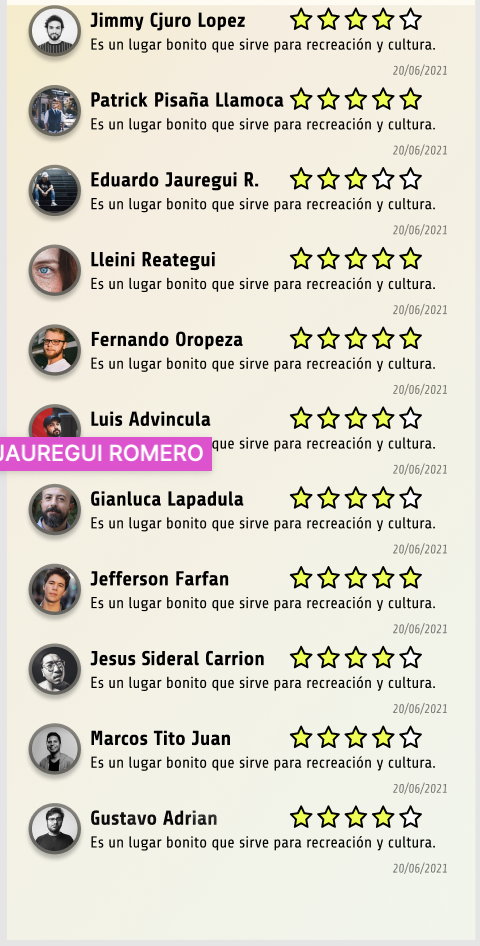 Jimmy Cjuro Lopez
Es un lugar bonito que sirve para recreación y cultura.
20/06/2021
Patrick Pisaña Llamoca
Es un lugar bonito que sirve para recreación y cultura.
20/06/2021
Eduardo Jauregui R.
Es un lugar bonito que sirve para recreación y cultura.
20/06/2021
Lleini Reategui
Es un lugar bonito que sirve para recreación y cultura.
20/06/2021
Fernando Oropeza
Es un lugar bonito que sirve para recreación y cultura.
20/06/2021
Luis Advincula
JAUREGUI ROMERO
que sirve para recreación y cultura.
20/06/2021
Gianluca Lapadula
Es un lugar bonito que sirve para recreación y cultura.
20/06/2021
Jefferson Farfan
Es un lugar bonito que sirve para recreación y cultura.
20/06/2021
Jesus Sideral Carrion
Es un lugar bonito que sirve para recreación y cultura.
20/06/2021
Marcos Tito Juan
Es un lugar bonito que sirve para recreación y cultura.
20/06/2021
Gustavo Adrian
Es un lugar bonito que sirve para recreación y cultura.
20/06/2021